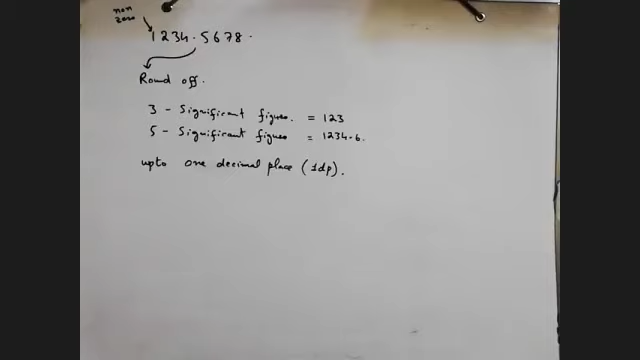 non
zero
1234.5678.
Round off.
3 - Significant figures. = 123
5 - Significant figures = 1234.6.
upto one decimal place (1dp).